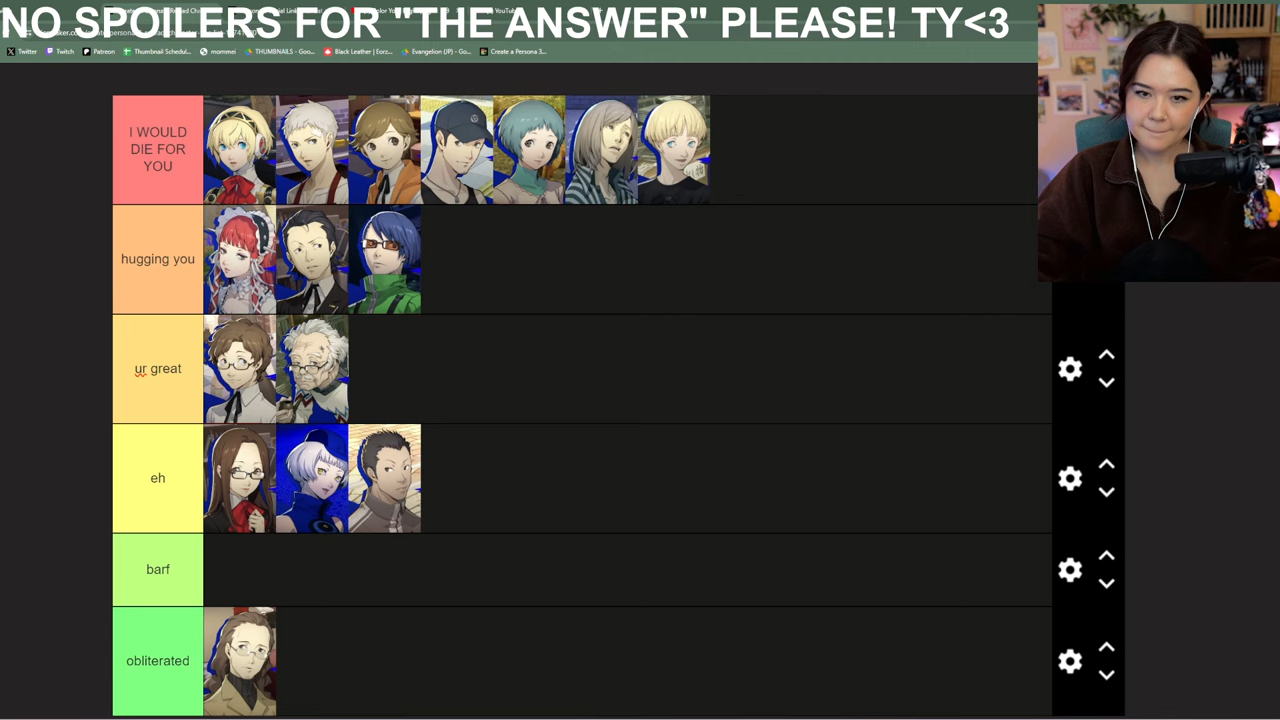 NO SPOILERS FOR "THE ANSWER" PLEASE! TY<3
Twitter Twitch Patreon Thumbnail Schedul... mommei THUMBNAILS - Goo... Black Leather | Eorz... Evangelion (JP) - Go... Create a Persona 3...
I WOULD
DIE FOR
YOU
hugging you
ur great
eh
barf
obliterated